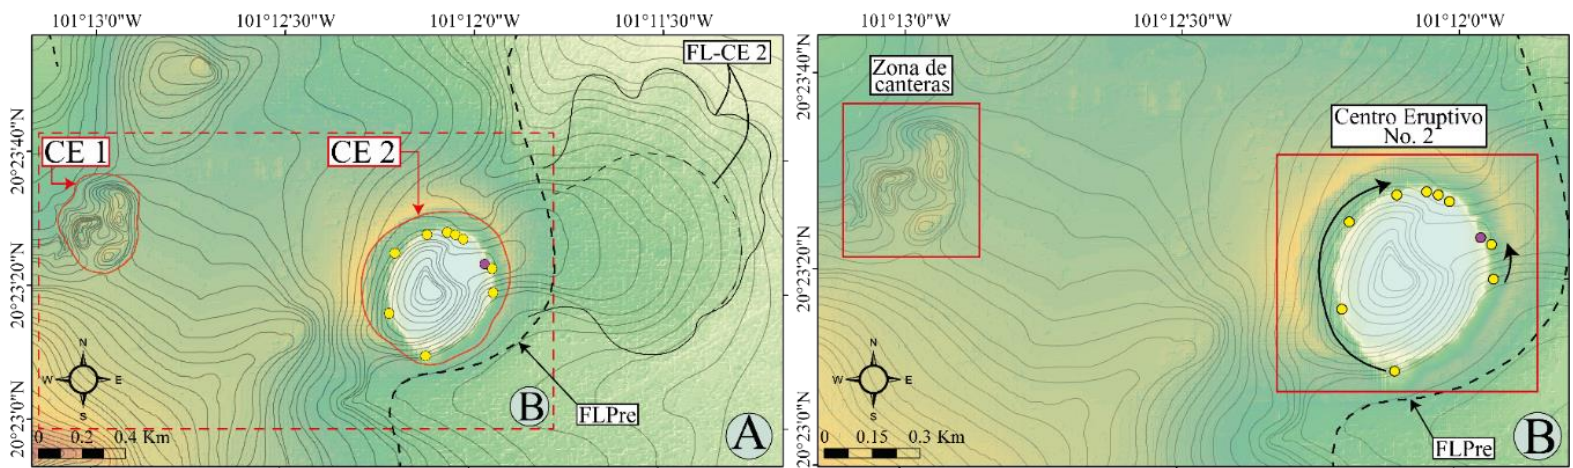 101°13'0"W 101°12'30"W 101°12'0"W 101°11'30"W
20°23'40"N
20°23'20"N
20°23'0"N
FL-CE 2
CE 1
CE 2
N
W E
S
0 0.2 0.4 Km
B
FLPre
A
101°13'0"W 101°12'30"W 101°12'0"W
20°23'40"N
20°23'20"N
20°23'0"N
Zona de
canteras
Centro Eruptivo
No. 2
N
W E
S
0 0.15 0.3 Km
FLPre
B